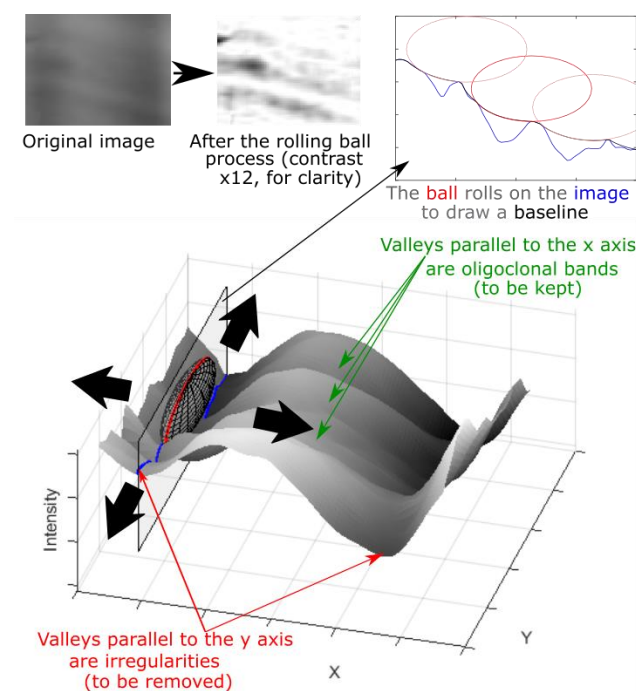 Original image
After the rolling ball
process (contrast
x12, for clarity)
The ball rolls on the image
to draw a baseline
Valleys parallel to the x axis
are oligoclonal bands
(to be kept)
Intensity
Valleys parallel to the y axis
are irregularities
(to be removed)
X
Y